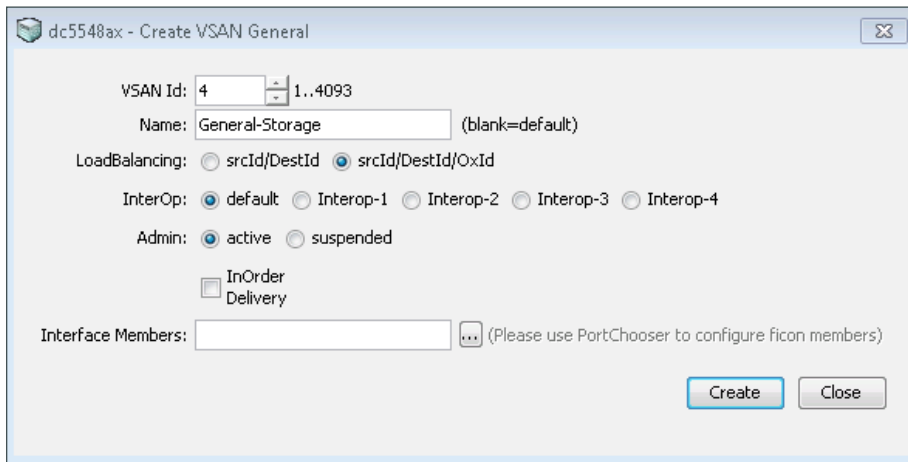 dc5548ax - Create VSAN General
VSAN Id: 4 1..4093
Name: General-Storage (blank=default)
LoadBalancing: srcId/DestId srcId/DestId/OxId
InterOp: default Interop-1 Interop-2 Interop-3 Interop-4
Admin: active suspended
InOrder
Delivery
Interface Members: ... (Please use PortChooser to configure ficon members)
Create Close